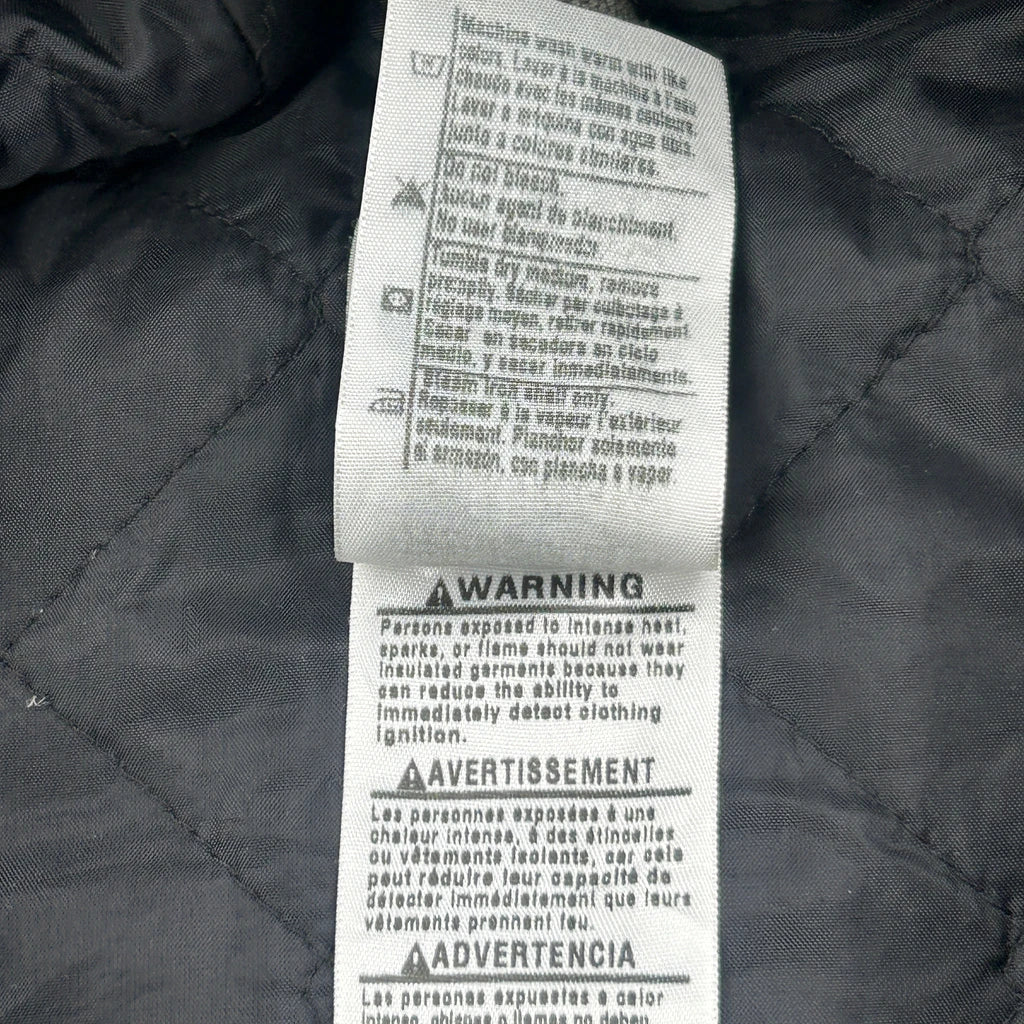 Machine wash warm with like
colors. Laver à la machine à l'eau
chaude avec les mêmes couleurs.
Lavar a máquina con agua tibia.
junto a colores similares.
Do not bleach.
Aucun agent de blanchiment.
No usar blanqueador
Tumble dry medium, remove
promptly. Sécher par culbutage à
réglage moyen, retirer rapidement
Secar en secadora en ciclo
medio, y sacar inmediatamente.
Steam iron shell only.
Repasser à la vapeur l'extérieur
seulement. Planchar solamente
el armazón, con plancha a vapor.
WARNING
Persons exposed to intense heat,
sparks, or flame should not wear
insulated garments because they
can reduce the ability to
immediately detect clothing
ignition.
AVERTISSEMENT
Les personnes exposées à une
chaleur intense, à des étincelles
ou vêtements isolants, car cela
peut réduire leur capacité de
détecter immédiatement que leurs
vêtements prennent feu.
ADVERTENCIA
Las personas expuestas a calor
intenso, chispas o llamas no deben